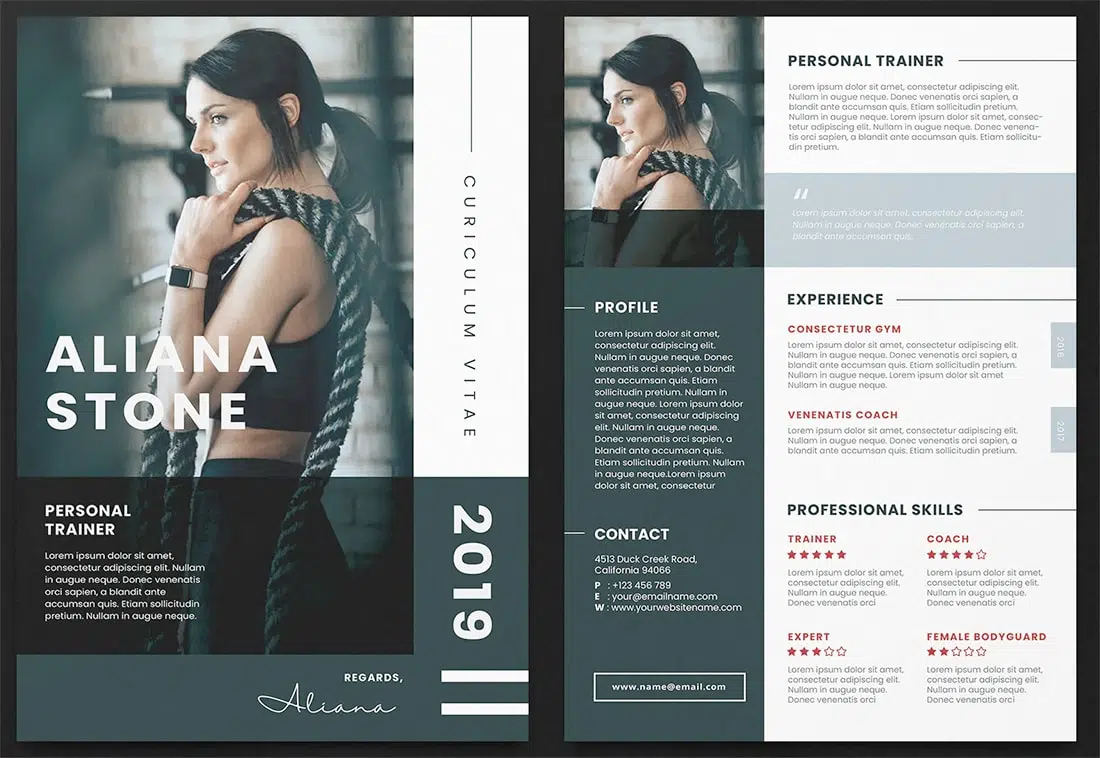 ALIANA
STONE
CURICULUM VITAE
PERSONAL
TRAINER
Lorem ipsum dolor sit amet,
consectetur adipiscing elit. Nullam
in augue neque. Donec venenatis
orci sapien, a blandit ante
accumsan quis. Etiam sollicitudin
pretium. Nullam in augue neque.
2019
REGARDS,
Aliana
PROFILE
Lorem ipsum dolor sit amet,
consectetur adipiscing elit.
Nullam in augue neque. Donec
venenatis orci sapien, a blandit
ante accumsan quis. Etiam
sollicitudin pretium. Nullam in
augue neque. Lorem ipsum dolor
sit amet, consectetur adipiscing
elit. Nullam in augue neque.
Donec venenatis orci sapien, a
blandit ante accumsan quis.
Etiam sollicitudin pretium. Nullam
in augue neque.Lorem ipsum
dolor sit amet, consectetur
CONTACT
4513 Duck Creek Road,
California 94066
P : +123 456 789
E : your@emailname.com
W : www.yourwebsitename.com
www.name@email.com
PERSONAL TRAINER
Lorem ipsum dolor sit amet, consectetur adipiscing elit.
Nullam in augue neque. Donec venenatis orci sapien, a
blandit ante accumsan quis. Etiam sollicitudin pretium.
Nullam in augue neque. Lorem ipsum dolor sit amet, consec-
tetur adipiscing elit. Nullam in augue neque. Donec venena-
tis orci sapien, a blandit ante accumsan quis. Etiam sollicitu-
din pretium.
“
Lorem ipsum dolor sit amet, consectetur adipiscing elit.
Nullam in augue neque. Donec venenatis orci sapien, a
blandit ante accumsan quis.
EXPERIENCE
CONSECTETUR GYM
Lorem ipsum dolor sit amet, consectetur adipiscing elit.
Nullam in augue neque. Donec venenatis orci sapien, a
blandit ante accumsan quis. Etiam sollicitudin pretium.
Nullam in augue neque. Lorem ipsum dolor sit amet
Nullam in augue neque.
2016
VENENATIS COACH
Lorem ipsum dolor sit amet, consectetur adipiscing elit.
Nullam in augue neque. Donec venenatis orci sapien, a
blandit ante accumsan quis. Etiam sollicitudin pretium.
2017
PROFESSIONAL SKILLS
TRAINER
Lorem ipsum dolor sit amet,
consectetur adipiscing elit.
Donec venenatis orci
COACH
Lorem ipsum dolor sit amet,
consectetur adipiscing elit.
Donec venenatis orci
EXPERT
Lorem ipsum dolor sit amet,
consectetur adipiscing elit.
Nullam in augue neque.
Donec venenatis orci
FEMALE BODYGUARD
Lorem ipsum dolor sit amet,
consectetur adipiscing elit.
Nullam in augue neque.
Donec venenatis orci